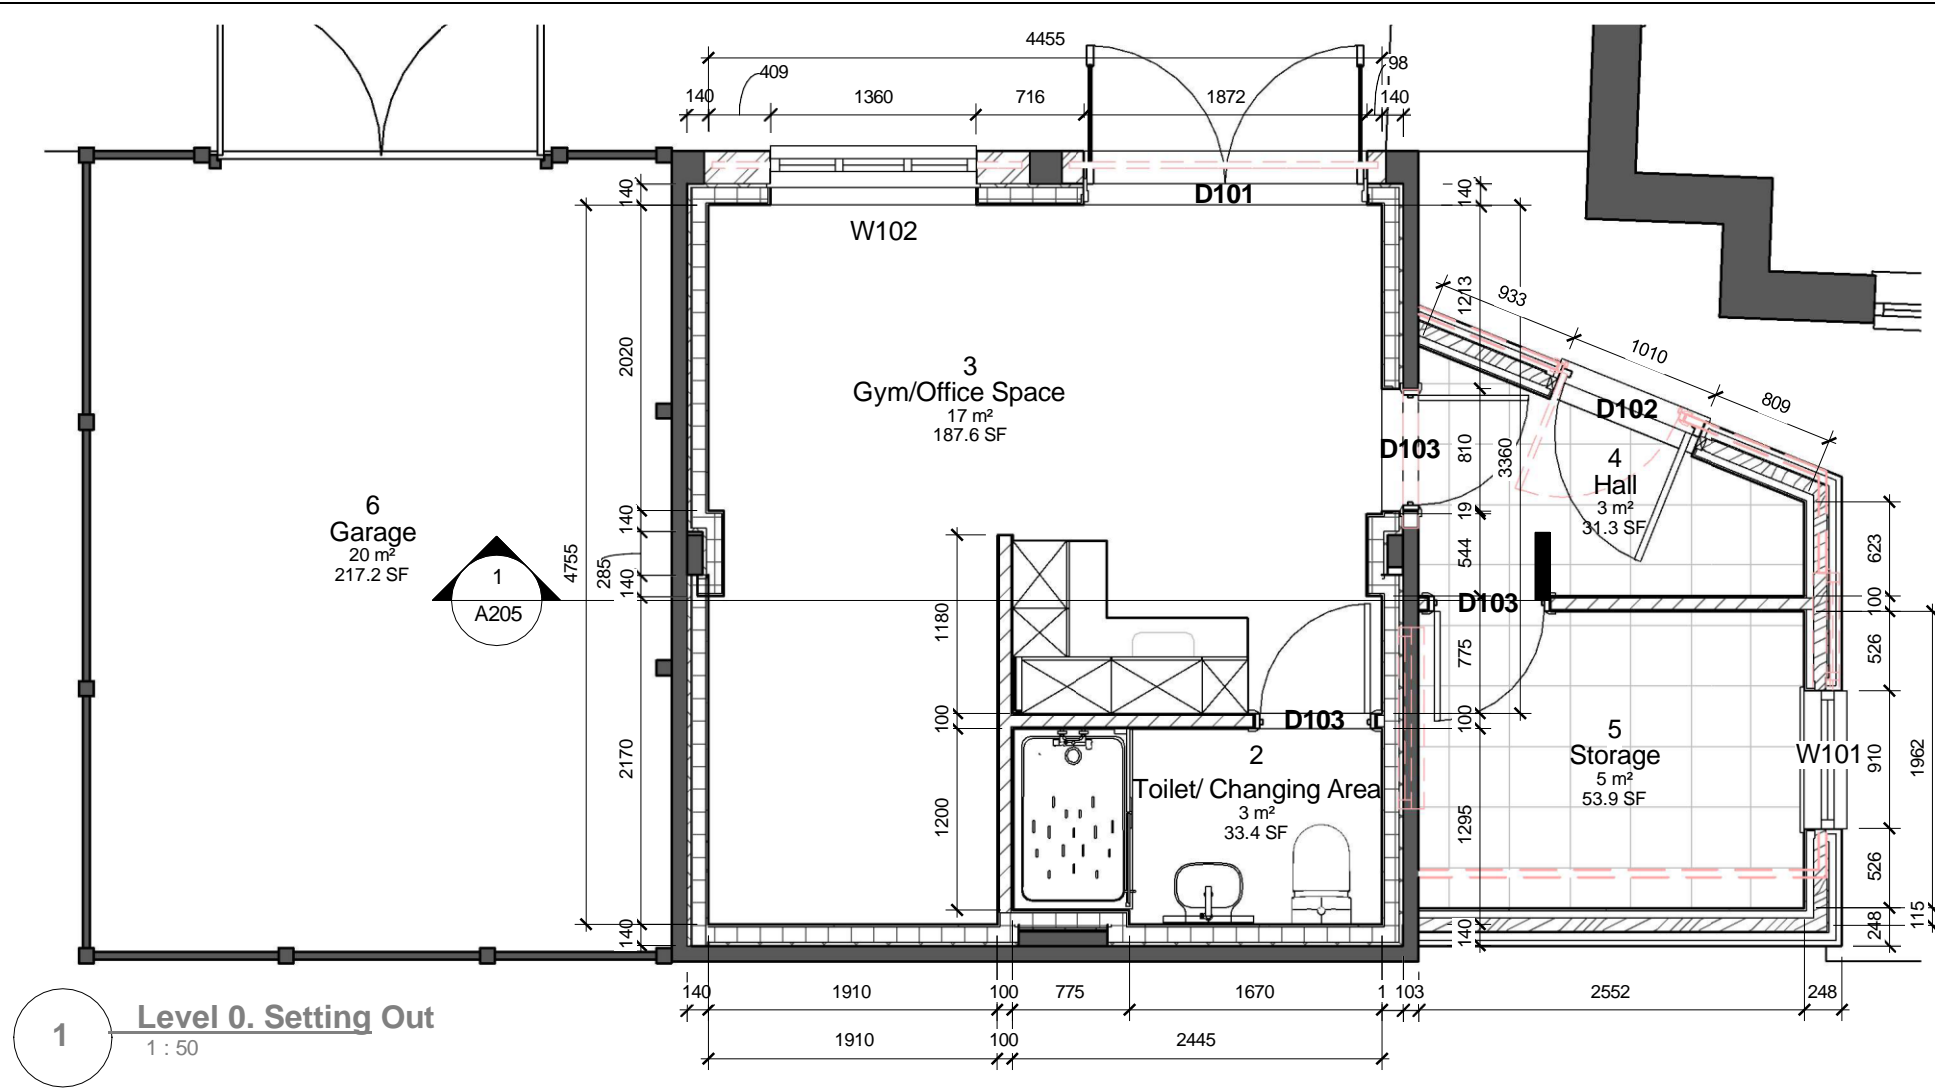 4455
409
98
140
1360
716
1872
140
D101
W102
140
140
1213
933
1010
809
2020
3
Gym/Office Space
17 m²
187.6 SF
D102
D103
810
3360
4
Hall
3 m²
31.3 SF
6
Garage
20 m²
217.2 SF
140
4755
285
140
1
A205
19
544
623
D103
100
1180
775
526
100
D103
100
2170
2
Toilet/ Changing Area
3 m²
33.4 SF
5
Storage
5 m²
53.9 SF
W101
910
1962
1200
1295
526
140
140
248
115
140
1910
100
775
1670
1
103
2552
248
1910
100
2445
1
Level 0. Setting Out
1 : 50